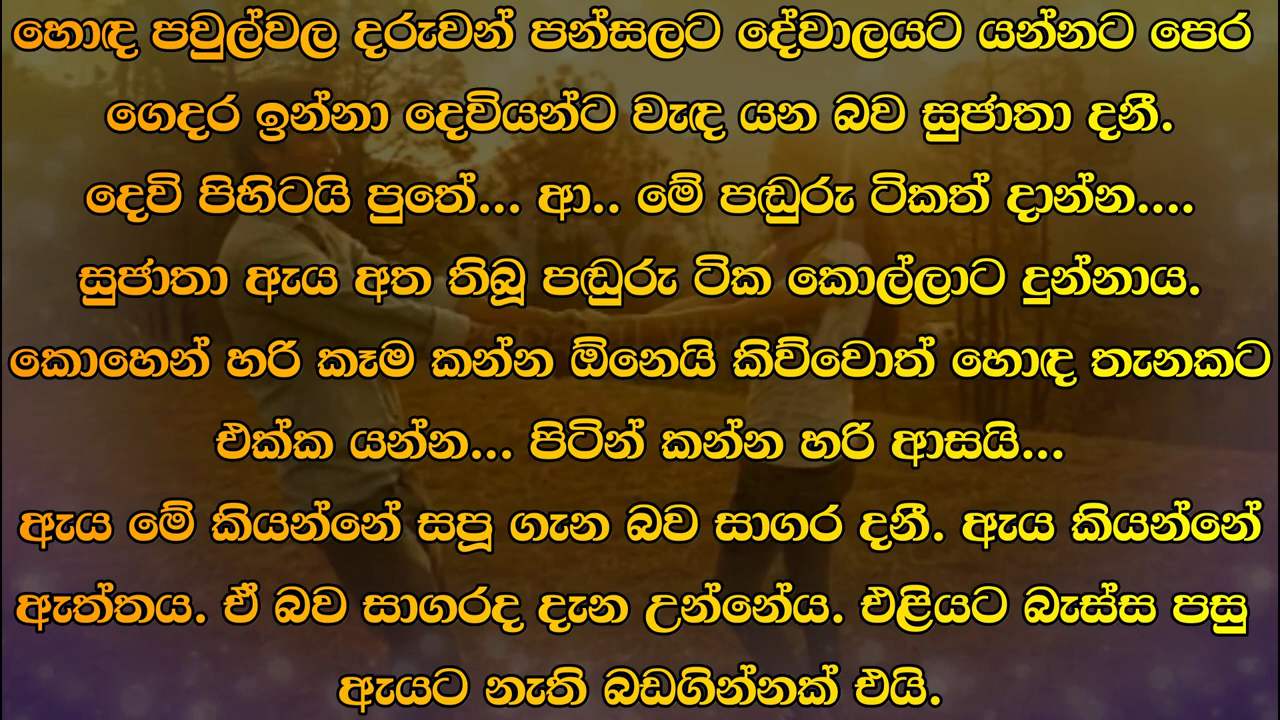 හොඳ පවුල්වල දරුවන් පන්සලට දේවාලයට යන්නට පෙර
ගෙදර ඉන්නා දෙවියන්ට වැඳ යන බව සුජාතා දනී.
දෙවි පිහිටයි පුතේ... ආ.. මේ පඬුරු ටිකත් දාන්න....
සුජාතා ඇය අත තිබූ පඬුරු ටික කොල්ලාට දුන්නාය.
කොහෙන් හරි කෑම කන්න ඕනෙයි කිව්වොත් හොඳ තැනකට
එක්ක යන්න... පිටින් කන්න හරි ආසයි...
ඇය මේ කියන්නේ සපූ ගැන බව සාගර දනී. ඇය කියන්නේ
ඇත්තය. ඒ බව සාගරද දැන උන්නේය. එළියට බැස්ස පසු
ඇයට නැති බඩගින්නක් එයි.